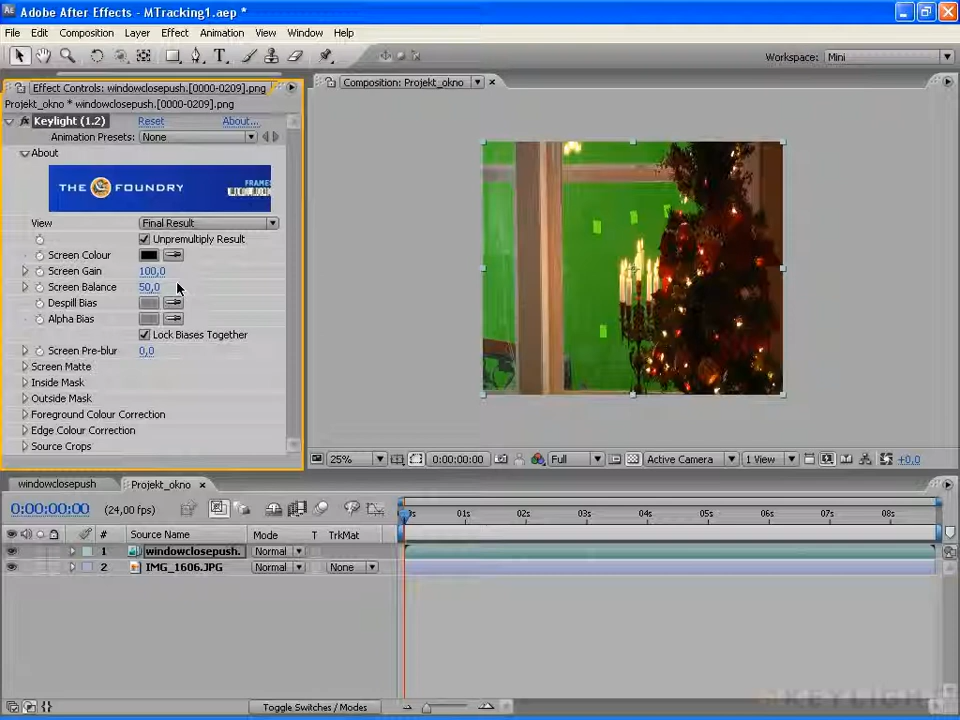 Adobe After Effects - MTracking1.aep *
File Edit Composition Layer Effect Animation View Window Help
Workspace: Mini
Effect Controls: windowclosepush.[0000-0209].png
Composition: Projekt_okno
Projekt_okno * windowclosepush.[0000-0209].png
Keylight (1.2) Reset About...
Animation Presets: None
About
THE FOUNDRY
View Final Result
Unpremultiply Result
Screen Colour
Screen Gain 100,0
Screen Balance 50,0
Despill Bias
Alpha Bias
Lock Biases Together
Screen Pre-blur 0,0
Screen Matte
Inside Mask
Outside Mask
Foreground Colour Correction
Edge Colour Correction
Source Crops
25% 0:00:00:00 Full Active Camera 1 View +0,0
windowclosepush Projekt_okno
0:00:00:00 (24,00 fps) 0s 01s 02s 03s 04s 05s 06s 07s 08s
# Source Name Mode T TrkMat
1 windowclosepush. Normal
2 IMG_1606.JPG Normal None
Toggle Switches / Modes
KEYLIGH